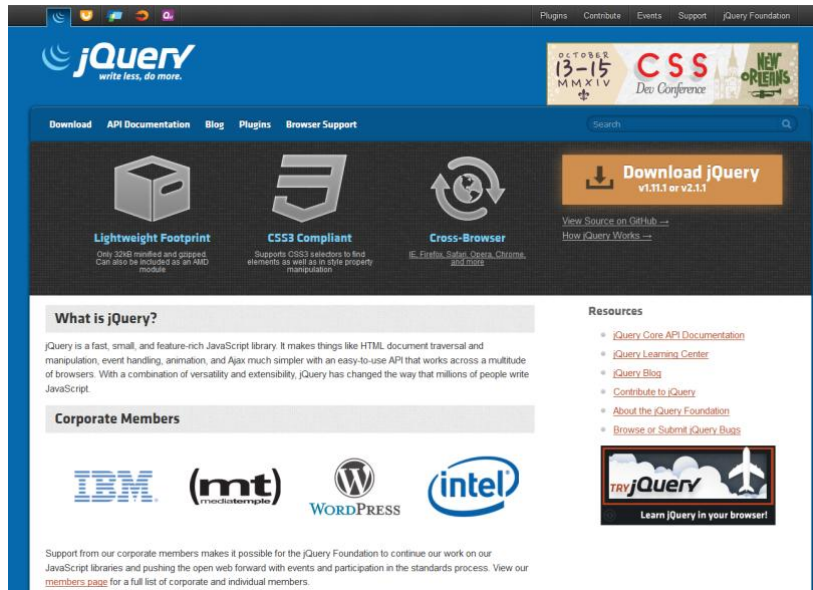 Plugins Contribute Events Support jQuery Foundation
jQuery
write less, do more.
OCTOBER
13-15
MMXIV
CSS
Dev Conference
NEW
ORLEANS
Download API Documentation Blog Plugins Browser Support
Search
Lightweight Footprint
Only 32kB minified and gzipped.
Can also be included as an AMD
module
CSS3 Compliant
Supports CSS3 selectors to find
elements as well as in style property
manipulation
Cross-Browser
IE, Firefox, Safari, Opera, Chrome,
and more
Download jQuery
v1.11.1 or v2.1.1
View Source on GitHub →
How jQuery Works →
What is jQuery?
jQuery is a fast, small, and feature-rich JavaScript library. It makes things like HTML document traversal and
manipulation, event handling, animation, and Ajax much simpler with an easy-to-use API that works across a multitude
of browsers. With a combination of versatility and extensibility, jQuery has changed the way that millions of people write
JavaScript.
Corporate Members
IBM.
(mt)
mediatemple
WORDPRESS
intel
Support from our corporate members makes it possible for the jQuery Foundation to continue our work on our
JavaScript libraries and pushing the open web forward with events and participation in the standards process. View our
members page for a full list of corporate and individual members.
Resources
jQuery Core API Documentation
jQuery Learning Center
jQuery Blog
Contribute to jQuery
About the jQuery Foundation
Browse or Submit jQuery Bugs
TRY jQuery
Learn jQuery in your browser!